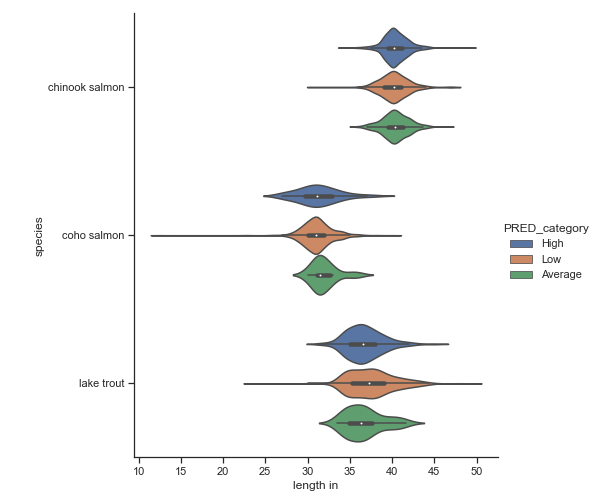 chinook salmon
coho salmon
lake trout
species
10 15 20 25 30 35 40 45 50
length in
PRED_category
High
Low
Average